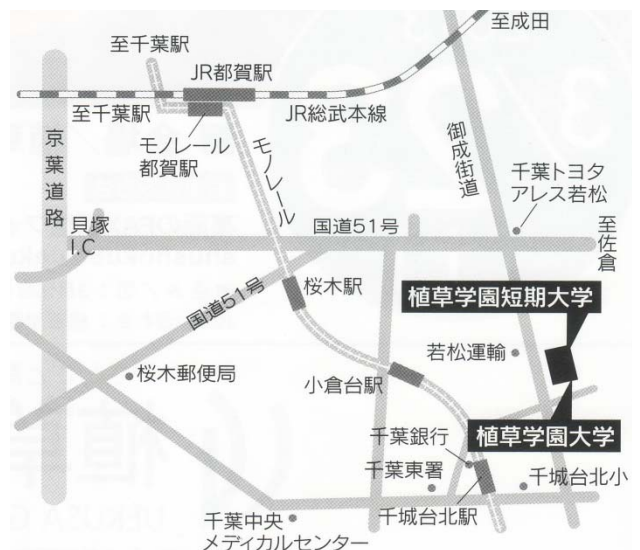 至成田
至千葉駅
JR都賀駅
至千葉駅
JR総武本線
モノレール
都賀駅
モノレール
京葉道路
御成街道
千葉トヨタ
アレス若松
国道51号
至佐倉
貝塚
I.C
国道51号
桜木駅
植草学園短期大学
若松運輸
桜木郵便局
小倉台駅
植草学園大学
千葉銀行
千葉東署
千城台北小
千城台北駅
千葉中央
メディカルセンター